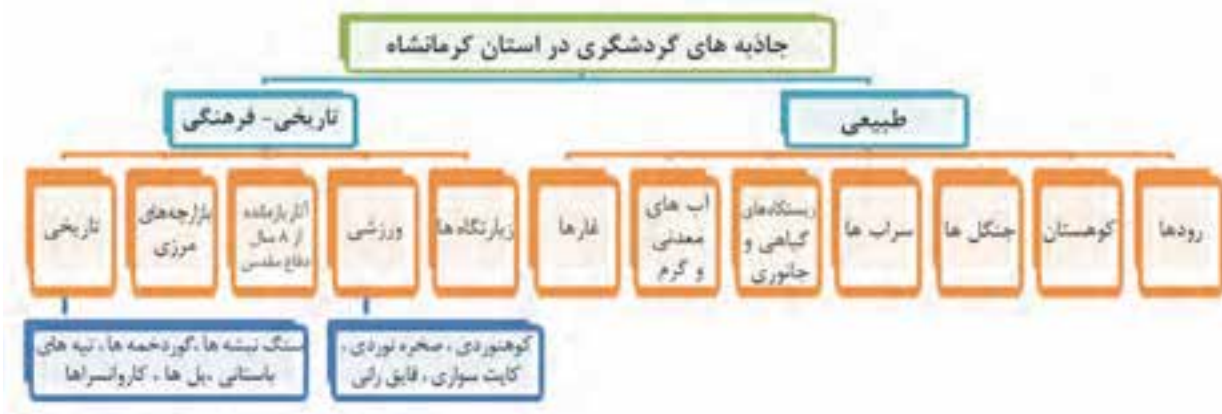 جاذبه های گردشگری در استان کرمانشاه
طبیعی
تاریخی - فرهنگی
رودها
کوهستان
جنگل ها
سراب ها
زیستگاه‌های
گیاهی و
جانوری
آب های
معدنی
و گرم
غارها
زیارتگاه ها
ورزشی
آثار بازمانده
از ۸ سال
دفاع مقدس
بازارچه‌های
مرزی
تاریخی
کوهنوردی ، صخره نوردی ،
کایت سواری ، قایق رانی
سنگ نبشته ها ،گوردخمه ها ، تپه های
باستانی ،پل ها ، کاروانسراها